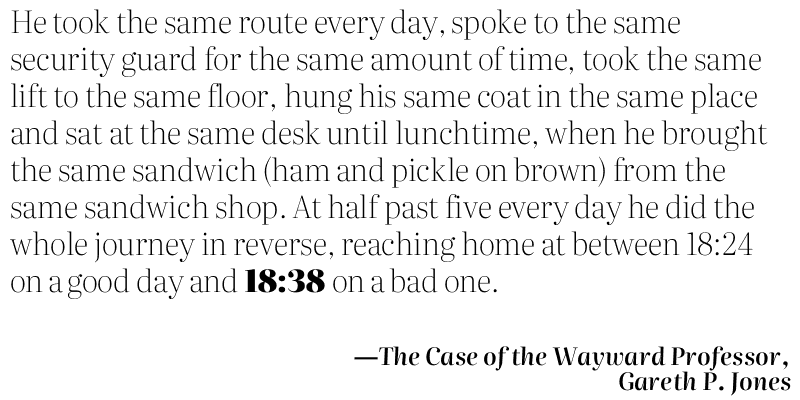 He took the same route every day, spoke to the same
security guard for the same amount of time, took the same
lift to the same floor, hung his same coat in the same place
and sat at the same desk until lunchtime, when he brought
the same sandwich (ham and pickle on brown) from the
same sandwich shop. At half past five every day he did the
whole journey in reverse, reaching home at between 18:24
on a good day and 18:38 on a bad one.
—The Case of the Wayward Professor,
Gareth P. Jones